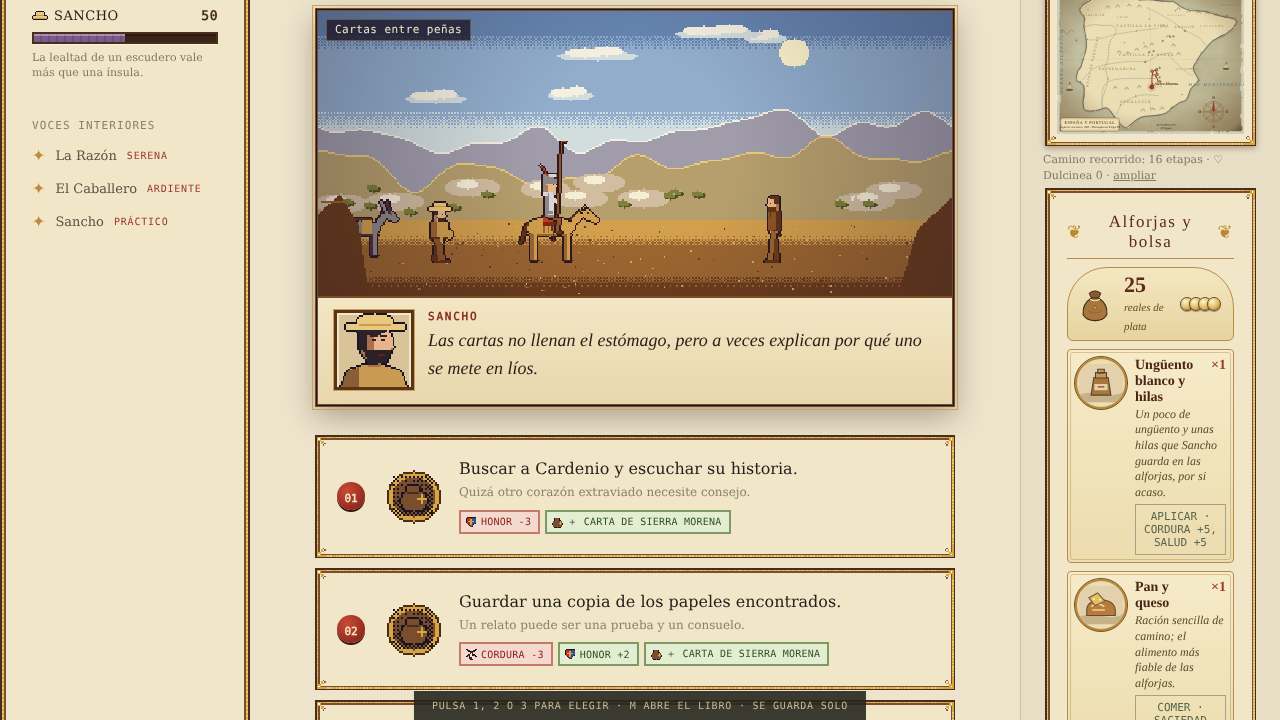 SANCHO 50
La lealtad de un escudero vale
más que una ínsula.
VOCES INTERIORES
La Razón SERENA
El Caballero ARDIENTE
Sancho PRÁCTICO
Cartas entre peñas
SANCHO
Las cartas no llenan el estómago, pero a veces explican por qué uno
se mete en líos.
01
Buscar a Cardenio y escuchar su historia.
Quizá otro corazón extraviado necesite consejo.
HONOR -3
+ CARTA DE SIERRA MORENA
02
Guardar una copia de los papeles encontrados.
Un relato puede ser una prueba y un consuelo.
CORDURA -3
HONOR +2
+ CARTA DE SIERRA MORENA
PULSA 1, 2 O 3 PARA ELEGIR · M ABRE EL LIBRO · SE GUARDA SOLO
ESPAÑA Y PORTUGAL
Camino recorrido: 16 etapas · ♡
Dulcinea 0 · ampliar
Alforjas y
bolsa
25
reales de
plata
Ungüento ×1
blanco y
hilas
Un poco de
ungüento y unas
hilas que Sancho
guarda en las
alforjas, por si
acaso.
APLICAR ·
CORDURA +5,
SALUD +5
Pan y ×1
queso
Ración sencilla de
camino; el
alimento más
fiable de las
alforjas.
COMER ·
SACIEDAD